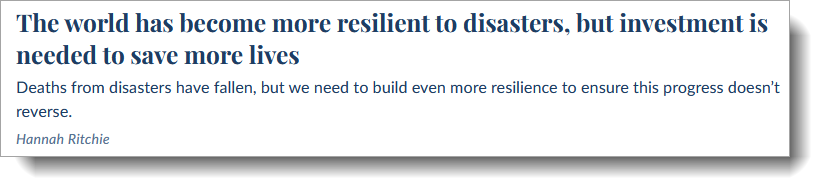 The world has become more resilient to disasters, but investment is
needed to save more lives
Deaths from disasters have fallen, but we need to build even more resilience to ensure this progress doesn’t
reverse.
Hannah Ritchie